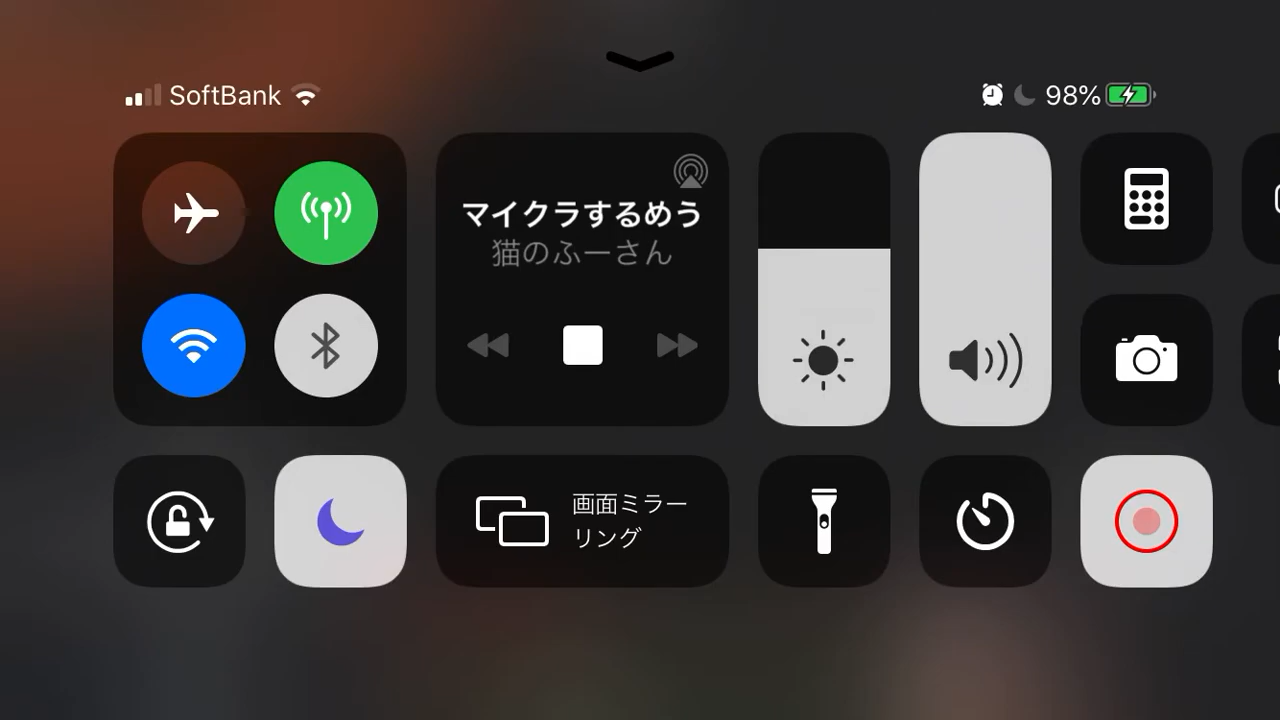 SoftBank
98%
マイクラするめう
猫のふーさん
画面ミラー
リング